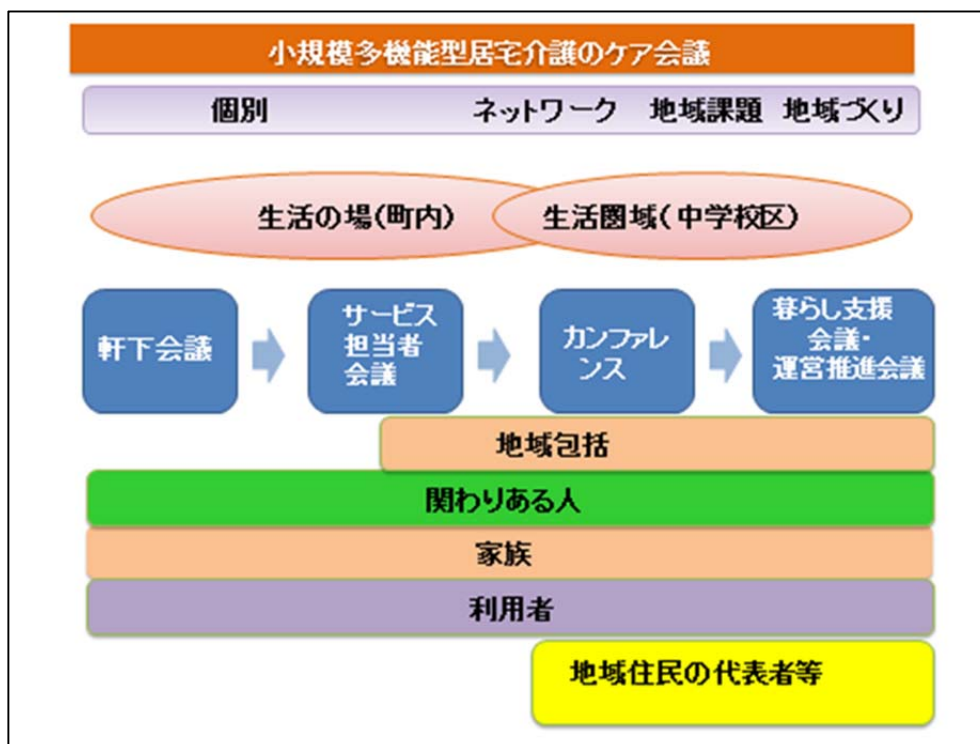 小規模多機能型居宅介護のケア会議
個別 ネットワーク 地域課題 地域づくり
生活の場(町内) 生活圏域(中学校区)
軒下会議
サービス
担当者
会議
カンファレ
ンス
暮らし支援
会議・
運営推進会議
地域包括
関わりある人
家族
利用者
地域住民の代表者等